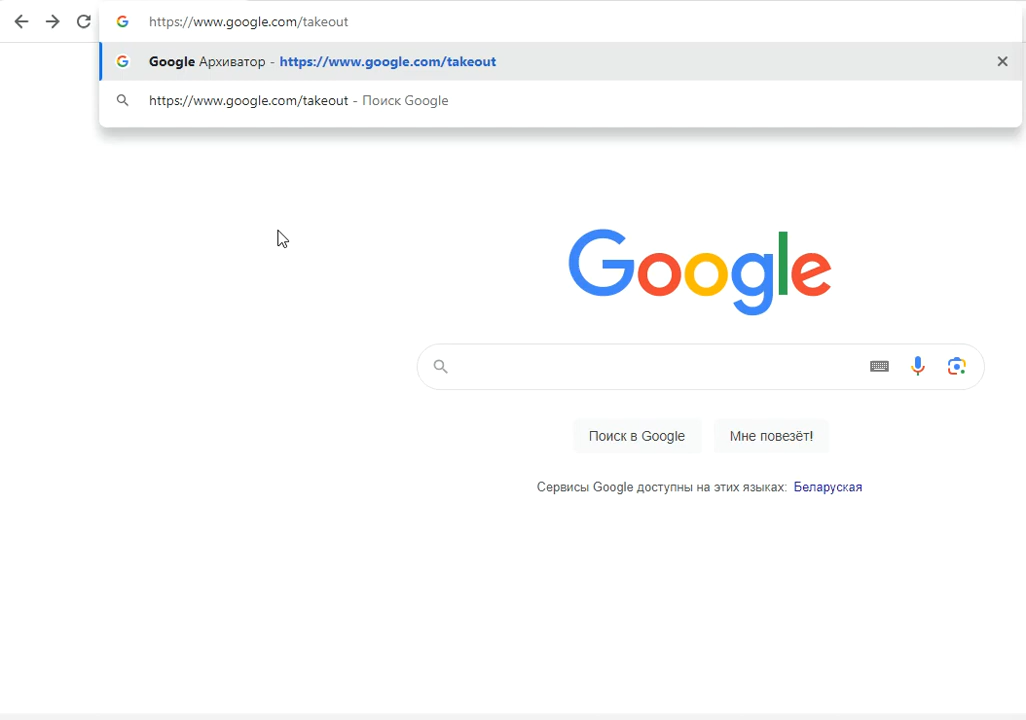 https://www.google.com/takeout
Google Архиватор - https://www.google.com/takeout
https://www.google.com/takeout - Поиск Google
Google
Поиск в Google Мне повезёт!
Сервисы Google доступны на этих языках: Беларуская